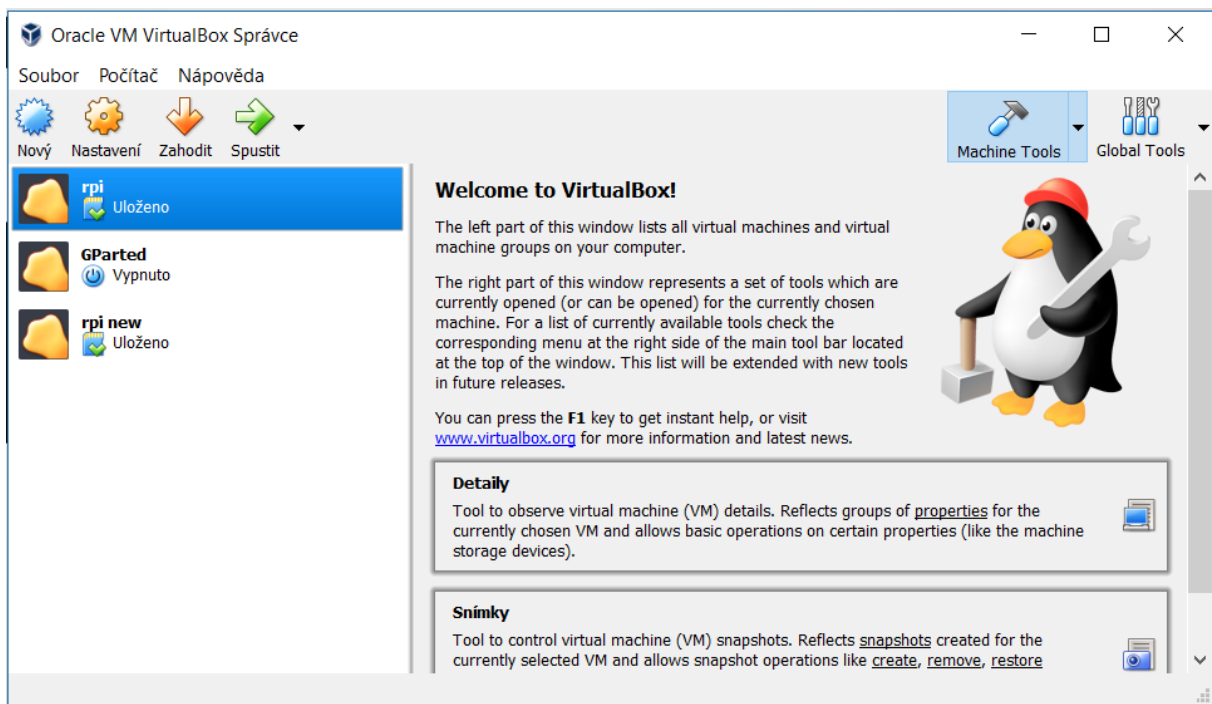 Oracle VM VirtualBox Správce
Soubor Počítač Nápověda
Nový Nastavení Zahodit Spustit Machine Tools Global Tools
rpi
Uloženo
GParted
Vypnuto
rpi new
Uloženo
Welcome to VirtualBox!
The left part of this window lists all virtual machines and virtual
machine groups on your computer.
The right part of this window represents a set of tools which are
currently opened (or can be opened) for the currently chosen
machine. For a list of currently available tools check the
corresponding menu at the right side of the main tool bar located
at the top of the window. This list will be extended with new tools
in future releases.
You can press the F1 key to get instant help, or visit
www.virtualbox.org for more information and latest news.
Detaily
Tool to observe virtual machine (VM) details. Reflects groups of properties for the
currently chosen VM and allows basic operations on certain properties (like the machine
storage devices).
Snímky
Tool to control virtual machine (VM) snapshots. Reflects snapshots created for the
currently selected VM and allows snapshot operations like create, remove, restore